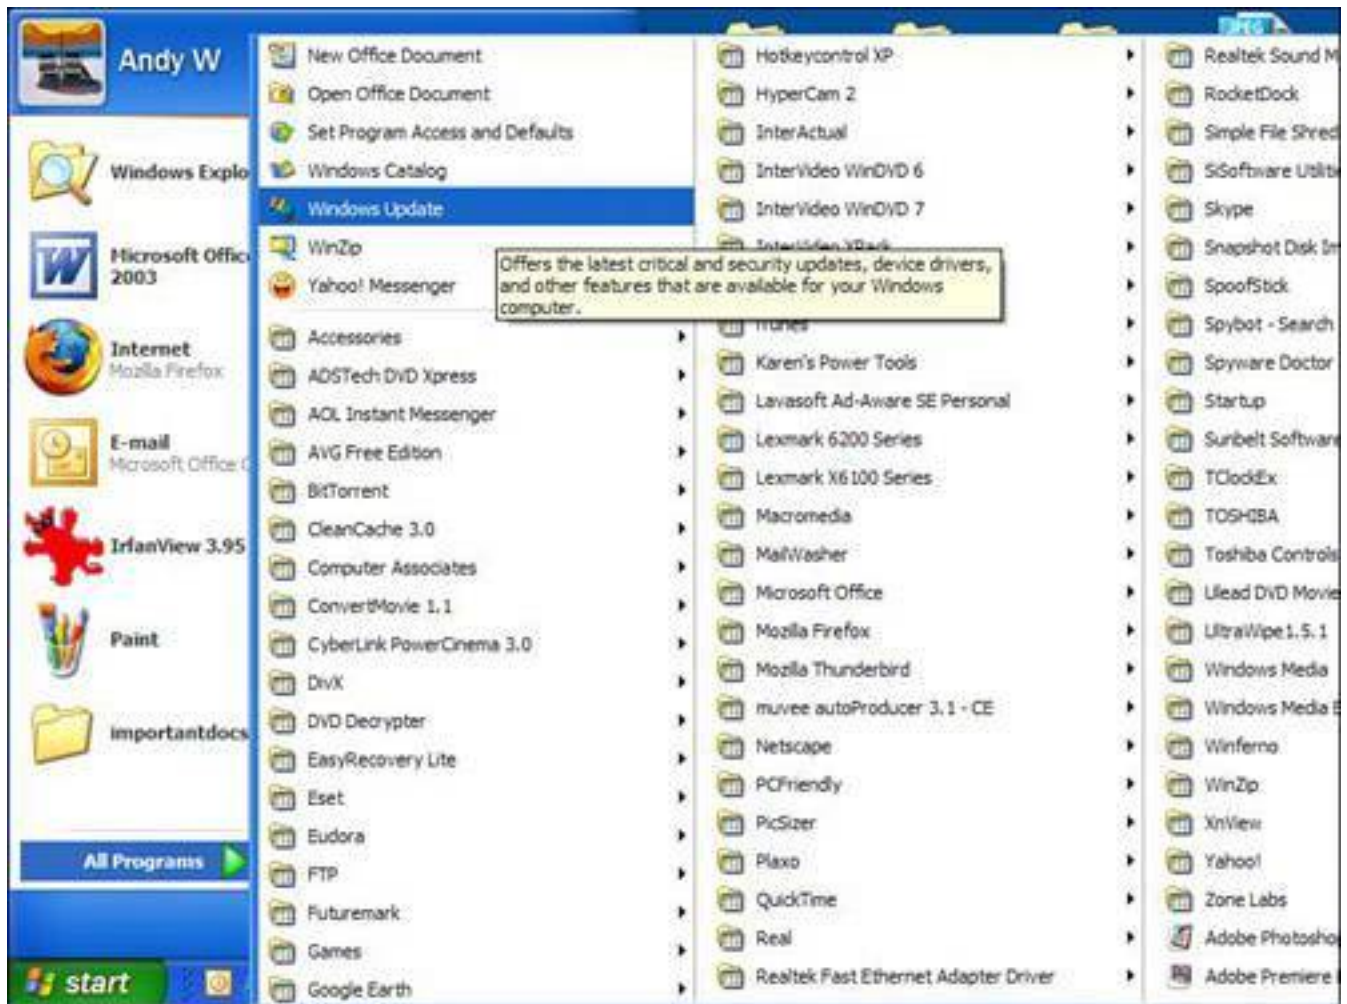 JPEG
Andy W
Windows Explo
Microsoft Offic
2003
Internet
Mozilla Firefox
E-mail
Microsoft Office O
IrfanView 3.95
Paint
importantdocs
All Programs
start
New Office Document
Open Office Document
Set Program Access and Defaults
Windows Catalog
Windows Update
WinZip
Yahoo! Messenger
Offers the latest critical and security updates, device drivers,
and other features that are available for your Windows
computer.
Accessories
ADSTech DVD Xpress
AOL Instant Messenger
AVG Free Edition
BitTorrent
CleanCache 3.0
Computer Associates
ConvertMovie 1.1
CyberLink PowerCinema 3.0
DivX
DVD Decrypter
EasyRecovery Lite
Eset
Eudora
FTP
Futuremark
Games
Google Earth
Hotkeycontrol XP
HyperCam 2
InterActual
InterVideo WinDVD 6
InterVideo WinDVD 7
InterVideo XPack
iTunes
Karen's Power Tools
Lavasoft Ad-Aware SE Personal
Lexmark 6200 Series
Lexmark X6100 Series
Macromedia
MailWasher
Microsoft Office
Mozilla Firefox
Mozilla Thunderbird
muvee autoProducer 3.1 - CE
Netscape
PCFriendly
PicSizer
Plaxo
QuickTime
Real
Realtek Fast Ethernet Adapter Driver
Realtek Sound M
RocketDock
Simple File Shred
SiSoftware Utiliti
Skype
Snapshot Disk Im
SpoofStick
Spybot - Search
Spyware Doctor
Startup
Sunbelt Software
TClockEx
TOSHIBA
Toshiba Controls
Ulead DVD Movie
UltraWipe1.5.1
Windows Media
Windows Media E
Winferno
WinZip
XnView
Yahoo!
Zone Labs
Adobe Photosho
Adobe Premiere